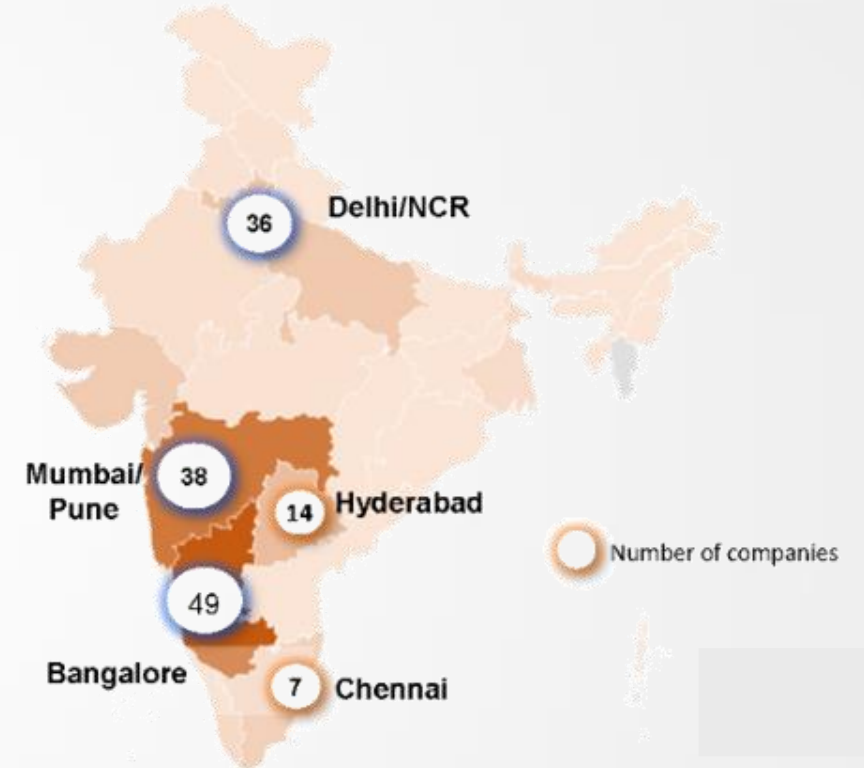 36
Delhi/NCR
Mumbai/
Pune
38
14
Hyderabad
Number of companies
49
Bangalore
7
Chennai